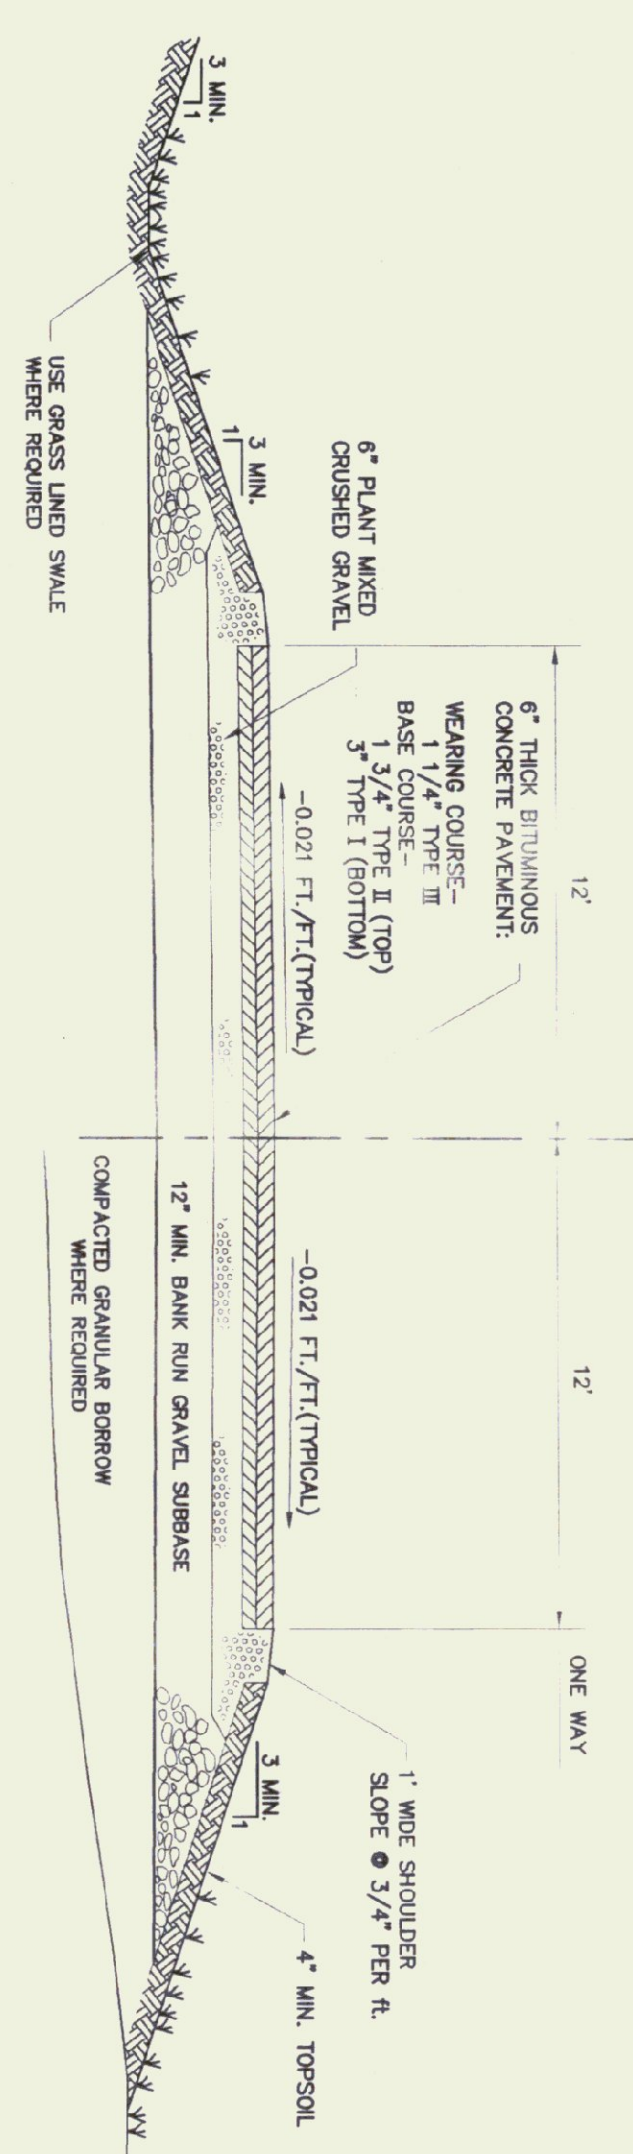 12'
12'
ONE WAY
6" THICK BITUMINOUS
CONCRETE PAVEMENT:
WEARING COURSE–
1 1/4" TYPE III
BASE COURSE–
1 3/4" TYPE II (TOP)
3" TYPE I (BOTTOM)
6" PLANT MIXED
CRUSHED GRAVEL
1' WIDE SHOULDER
SLOPE @ 3/4" PER ft.
–0.021 FT./FT.(TYPICAL)
–0.021 FT./FT.(TYPICAL)
4" MIN. TOPSOIL
3 MIN.
1
3 MIN.
1
3 MIN.
1
12" MIN. BANK RUN GRAVEL SUBBASE
USE GRASS LINED SWALE
WHERE REQUIRED
COMPACTED GRANULAR BORROW
WHERE REQUIRED